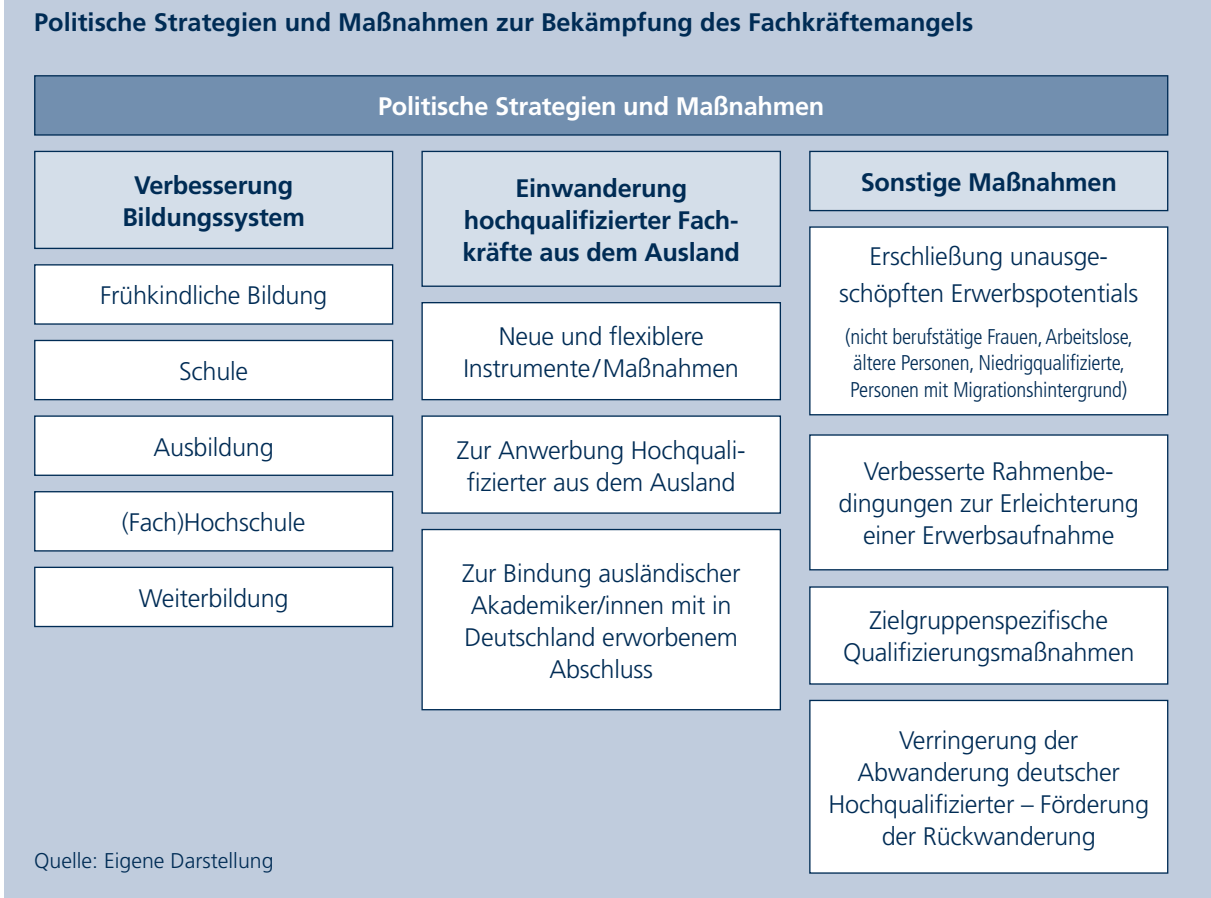 Politische Strategien und Maßnahmen zur Bekämpfung des Fachkräftemangels
Politische Strategien und Maßnahmen
Verbesserung
Bildungssystem
Frühkindliche Bildung
Schule
Ausbildung
(Fach)Hochschule
Weiterbildung
Einwanderung
hochqualifizierter Fach-
kräfte aus dem Ausland
Neue und flexiblere
Instrumente/Maßnahmen
Zur Anwerbung Hochquali-
fizierter aus dem Ausland
Zur Bindung ausländischer
Akademiker/innen mit in
Deutschland erworbenem
Abschluss
Sonstige Maßnahmen
Erschließung unausge-
schöpften Erwerbspotentials
(nicht berufstätige Frauen, Arbeitslose,
ältere Personen, Niedrigqualifizierte,
Personen mit Migrationshintergrund)
Verbesserte Rahmenbe-
dingungen zur Erleichterung
einer Erwerbsaufnahme
Zielgruppenspezifische
Qualifizierungsmaßnahmen
Verringerung der
Abwanderung deutscher
Hochqualifizierter – Förderung
der Rückwanderung
Quelle: Eigene Darstellung